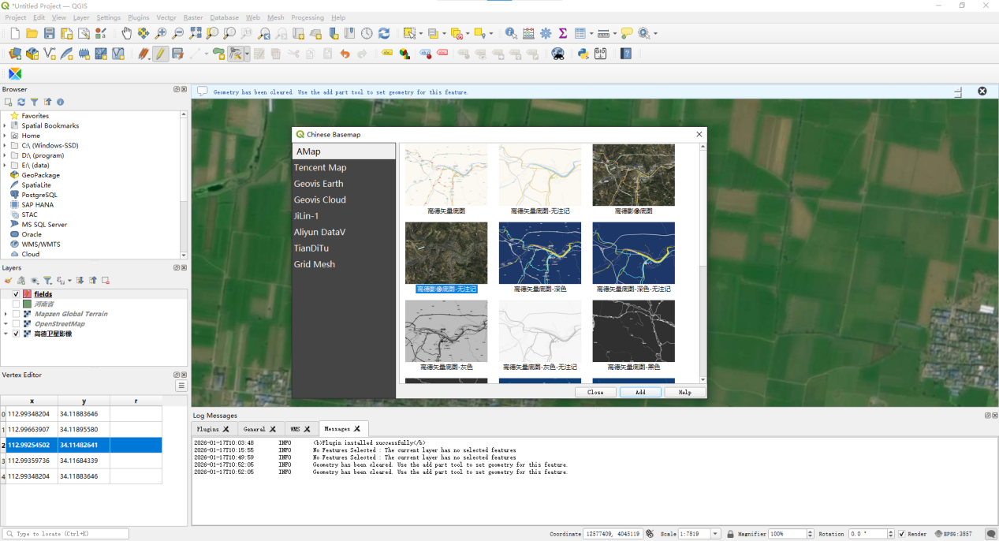 *Untitled Project — QGIS
Project Edit View Layer Settings Plugins Vector Raster Database Web Mesh Processing Help
Browser
Geometry has been cleared. Use the add part tool to set geometry for this feature.
Favorites
Spatial Bookmarks
Home
C:\ (Windows-SSD)
D:\ (program)
E:\ (data)
GeoPackage
SpatiaLite
PostgreSQL
SAP HANA
STAC
MS SQL Server
Oracle
WMS/WMTS
Cloud
Layers
fields
河南省
Mapzen Global Terrain
OpenStreetMap
高德卫星影像
Vertex Editor
x y r
0 112.99348204 34.11883646
1 112.99663907 34.11895580
2 112.99254502 34.11482641
3 112.99359736 34.11684339
4 112.99348204 34.11883646
Chinese Basemap
AMap
Tencent Map
Geovis Earth
Geovis Cloud
JiLin-1
Aliyun DataV
TianDiTu
Grid Mesh
高德矢量底图 高德矢量底图-无注记 高德影像底图
高德影像底图-无注记 高德矢量底图-深色 高德矢量底图-深色-无注记
高德矢量底图-灰色 高德矢量底图-灰色-无注记 高德矢量底图-黑色
Close Add Help
Log Messages
Plugins General WMS Messages
2026-01-17T10:03:48 INFO <b>Plugin installed successfully</b>
2026-01-17T10:15:55 INFO No Features Selected : The current layer has no selected features
2026-01-17T10:49:59 INFO No Features Selected : The current layer has no selected features
2026-01-17T10:52:05 INFO Geometry has been cleared. Use the add part tool to set geometry for this feature.
2026-01-17T10:52:05 INFO Geometry has been cleared. Use the add part tool to set geometry for this feature.
Type to locate (Ctrl+K) Coordinate 12577409, 4045119 Scale 1:7819 Magnifier 100% Rotation 0.0 ° Render EPSG:3857